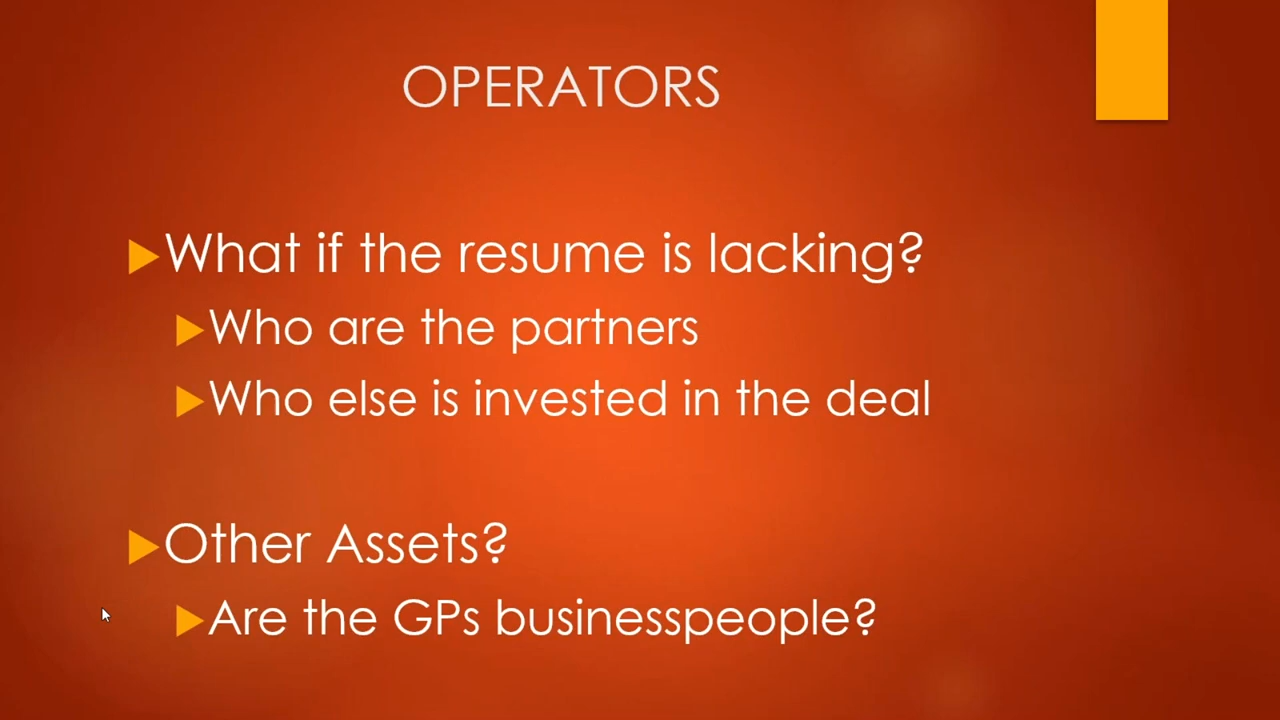 OPERATORS
What if the resume is lacking?
Who are the partners
Who else is invested in the deal
Other Assets?
Are the GPs businesspeople?